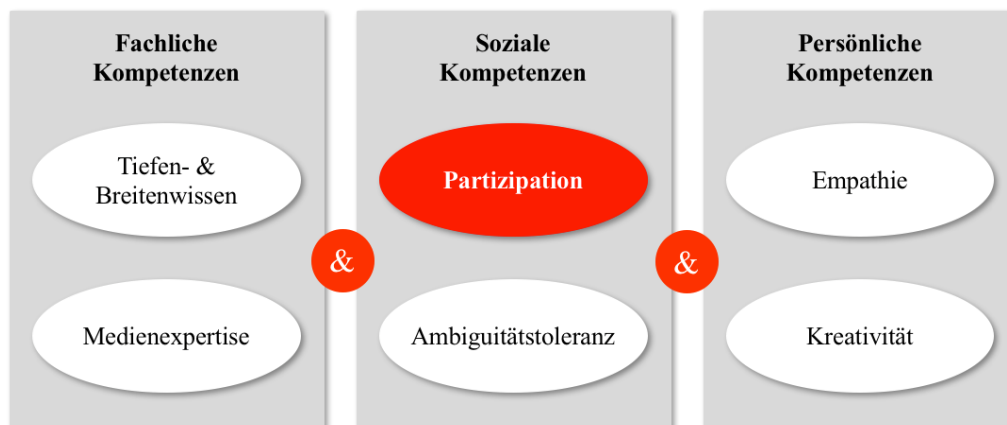 Fachliche
Kompetenzen
Tiefen- &
Breitenwissen
Medienexpertise
&
Soziale
Kompetenzen
Partizipation
Ambiguitätstoleranz
&
Persönliche
Kompetenzen
Empathie
Kreativität